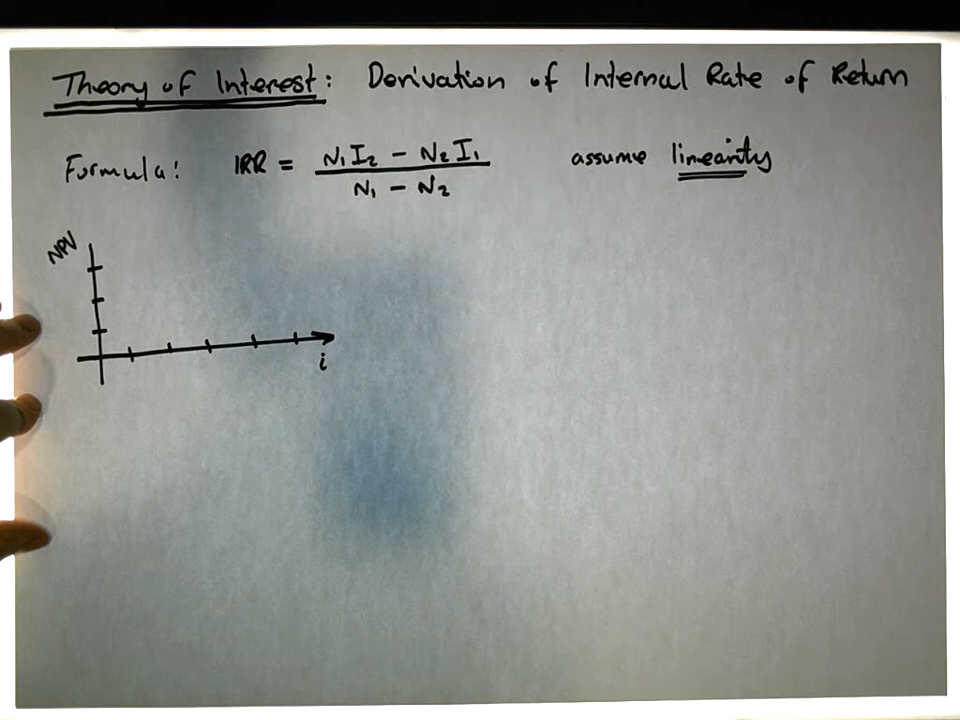 Theory of Interest: Derivation of Internal Rate of Return
Formula: IRR = (N₁I₂ - N₂I₁) / (N₁ - N₂) assume linearity
NPV
i